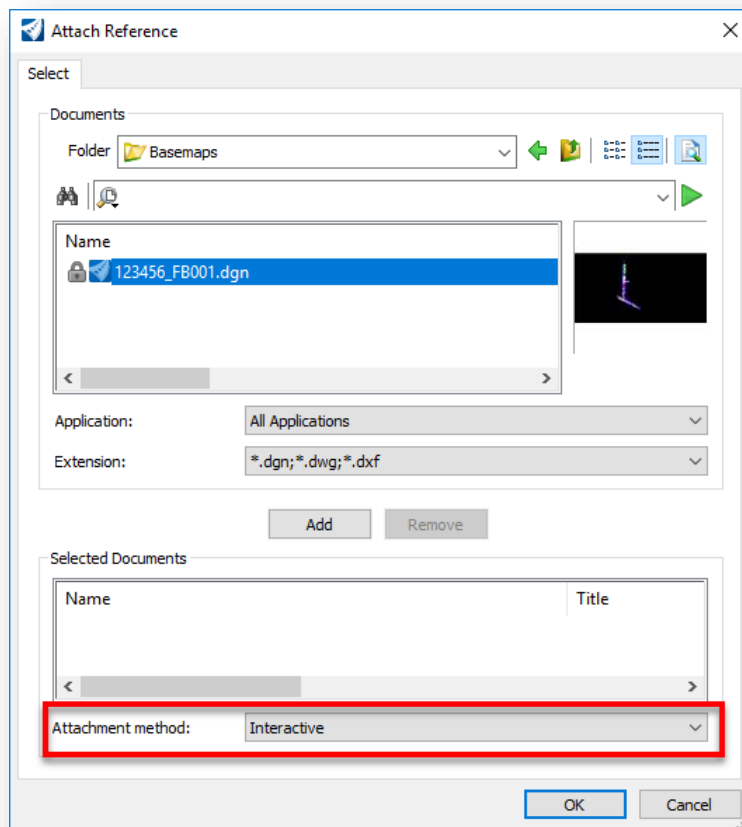 Attach Reference
Select
Documents
Folder Basemaps
Name
123456_FB001.dgn
Application: All Applications
Extension: *.dgn;*.dwg;*.dxf
Add Remove
Selected Documents
Name Title
Attachment method: Interactive
OK Cancel